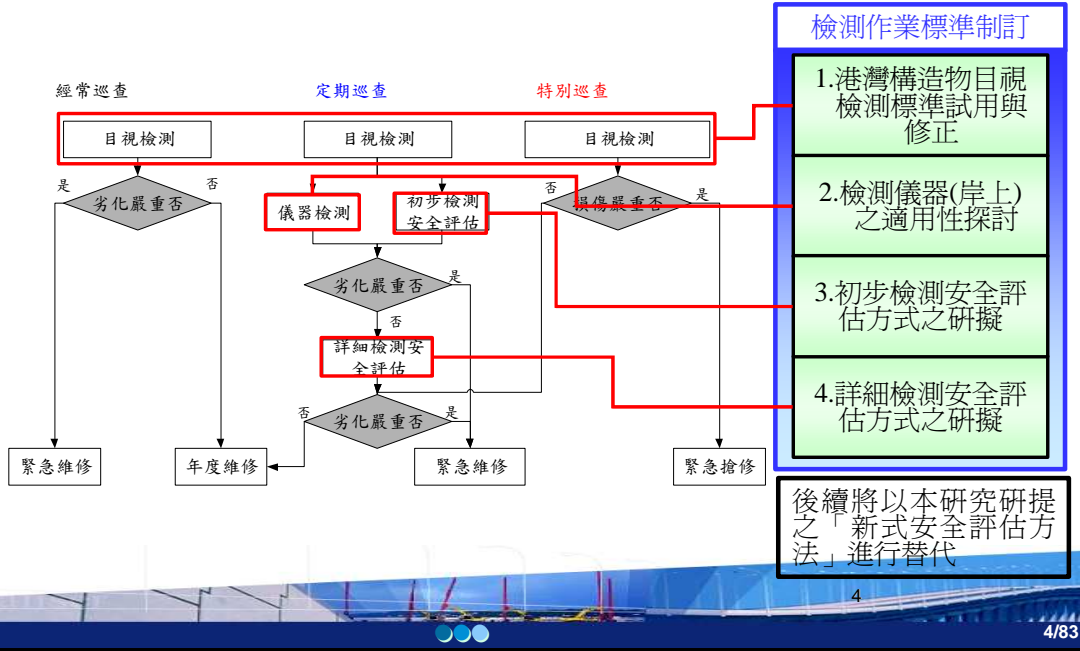 檢測作業標準制訂
經常巡查
定期巡查
特別巡查
目視檢測
目視檢測
目視檢測
1.港灣構造物目視
檢測標準試用與
修正
是
否
劣化嚴重否
儀器檢測
初步檢測
安全評估
否
是
損傷嚴重否
2.檢測儀器(岸上)
之適用性探討
劣化嚴重否
是
否
3.初步檢測安全評
估方式之研擬
詳細檢測安
全評估
否
是
劣化嚴重否
4.詳細檢測安全評
估方式之研擬
緊急維修
年度維修
緊急維修
緊急搶修
後續將以本研究研提
之「新式安全評估方
法」進行替代
4
4/83